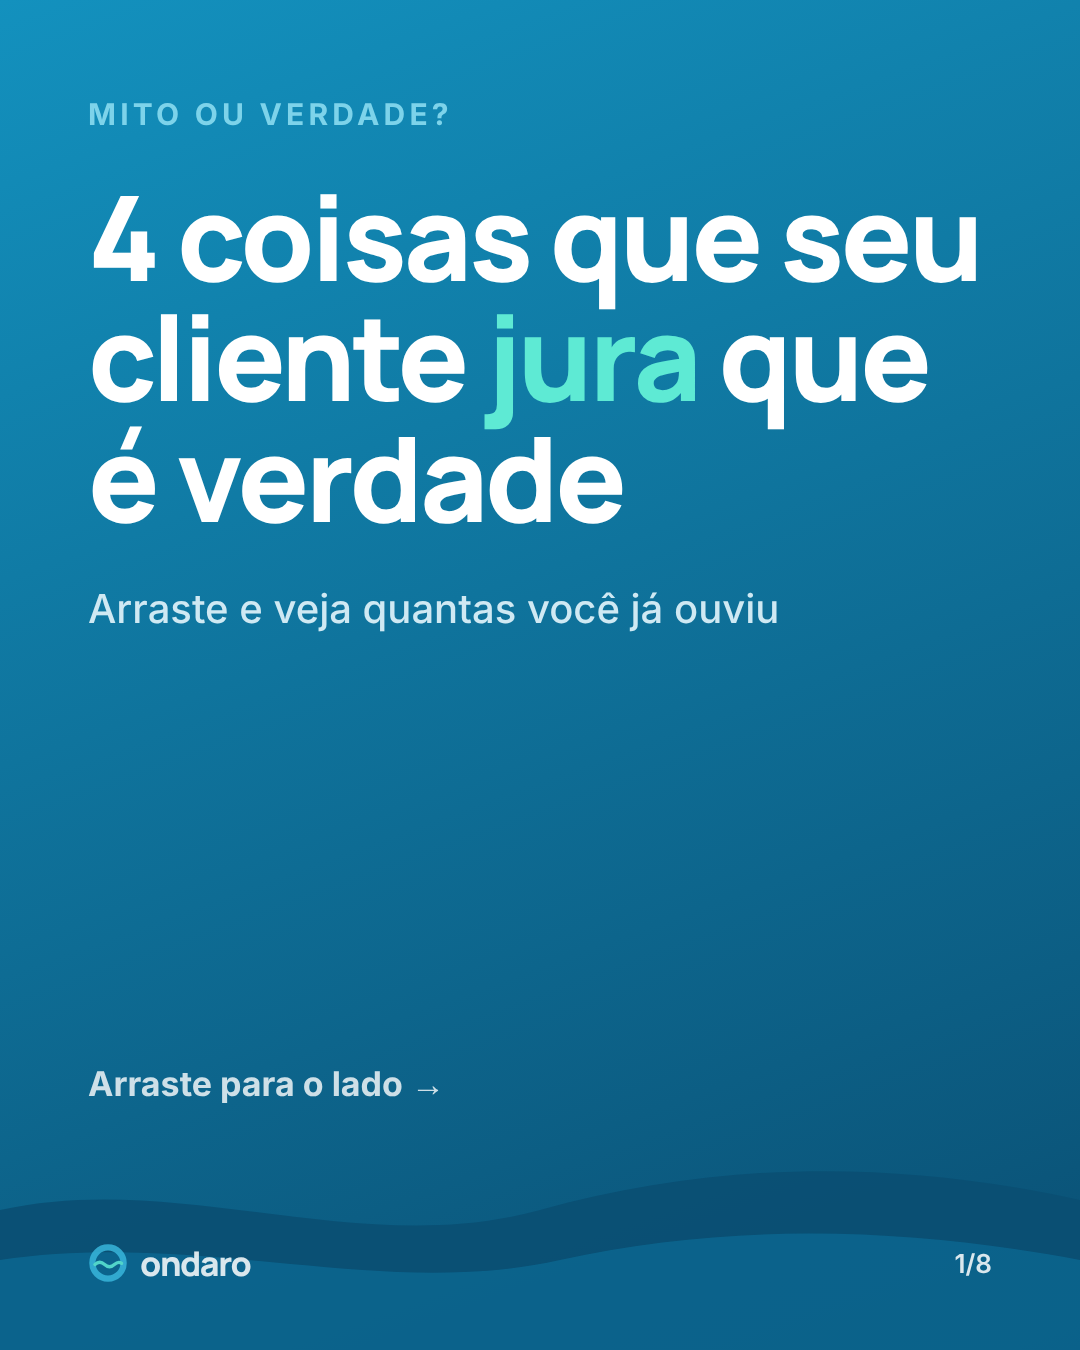 MITO OU VERDADE?
4 coisas que seu
cliente jura que
é verdade
Arraste e veja quantas você já ouviu
Arraste para o lado →
ondaro
1/8